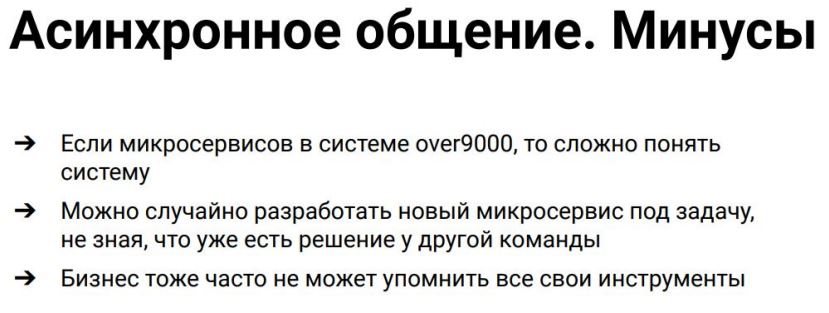 Асинхронное общение. Минусы
➔ Если микросервисов в системе over9000, то сложно понять
систему
➔ Можно случайно разработать новый микросервис под задачу,
не зная, что уже есть решение у другой команды
➔ Бизнес тоже часто не может упомнить все свои инструменты